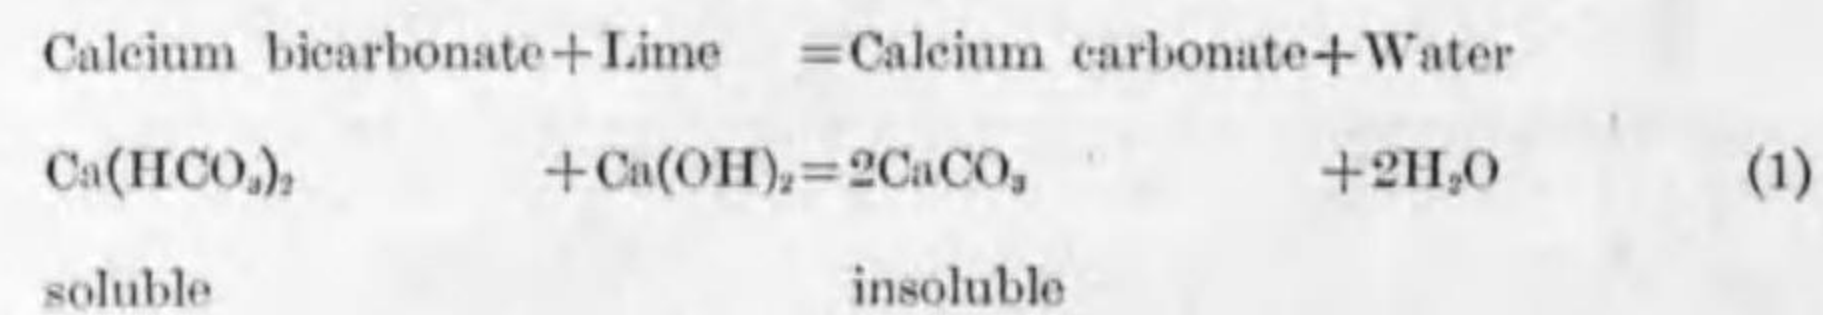 Calcium bicarbonate+Lime =Calcium carbonate+Water
Ca(HCO₃)₂ +Ca(OH)₂=2CaCO₃ +2H₂O (1)
soluble insoluble